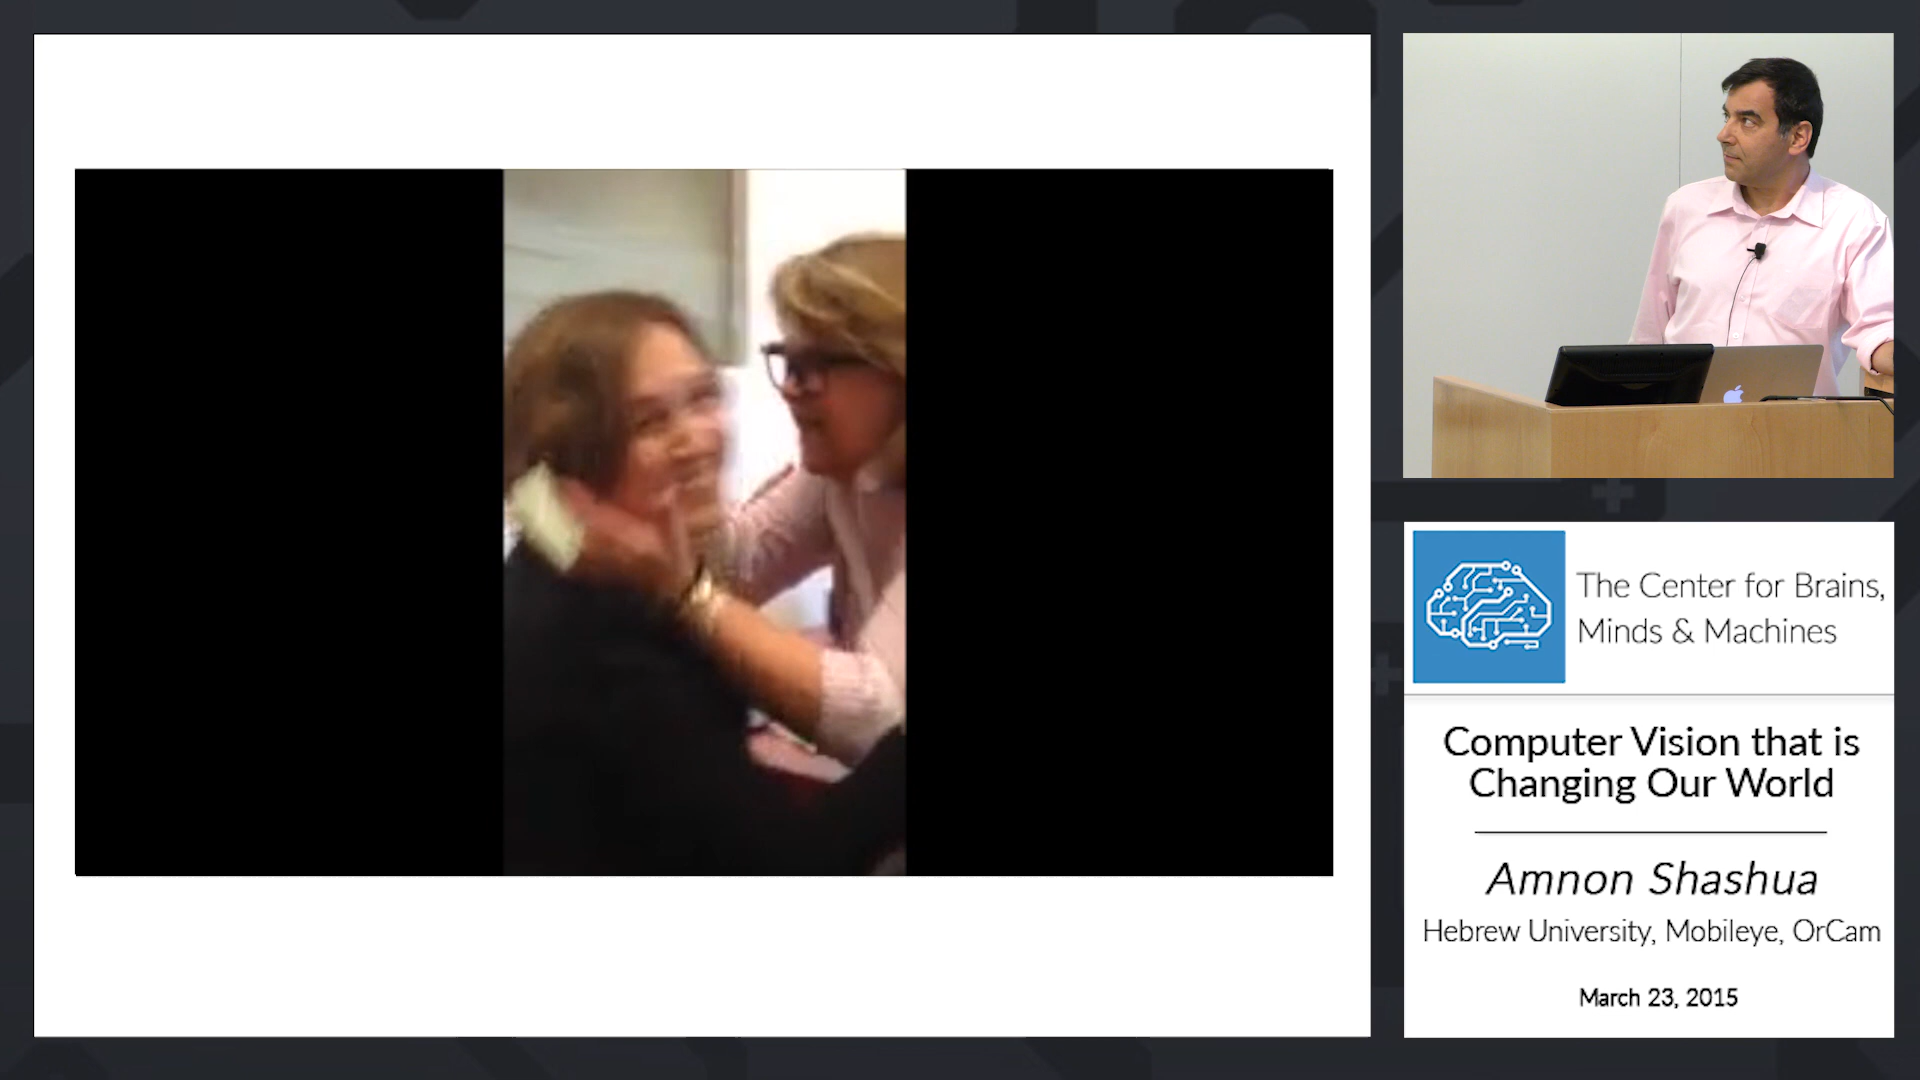 The Center for Brains,
Minds & Machines
Computer Vision that is
Changing Our World
Amnon Shashua
Hebrew University, Mobileye, OrCam
March 23, 2015